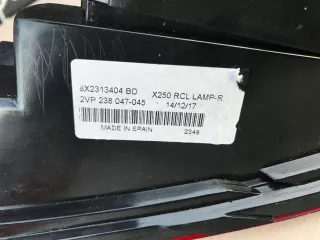 8X2313404 BD X250 RCL LAMP-R
2VP 238 047-045 14/12/17
MADE IN SPAIN 2348